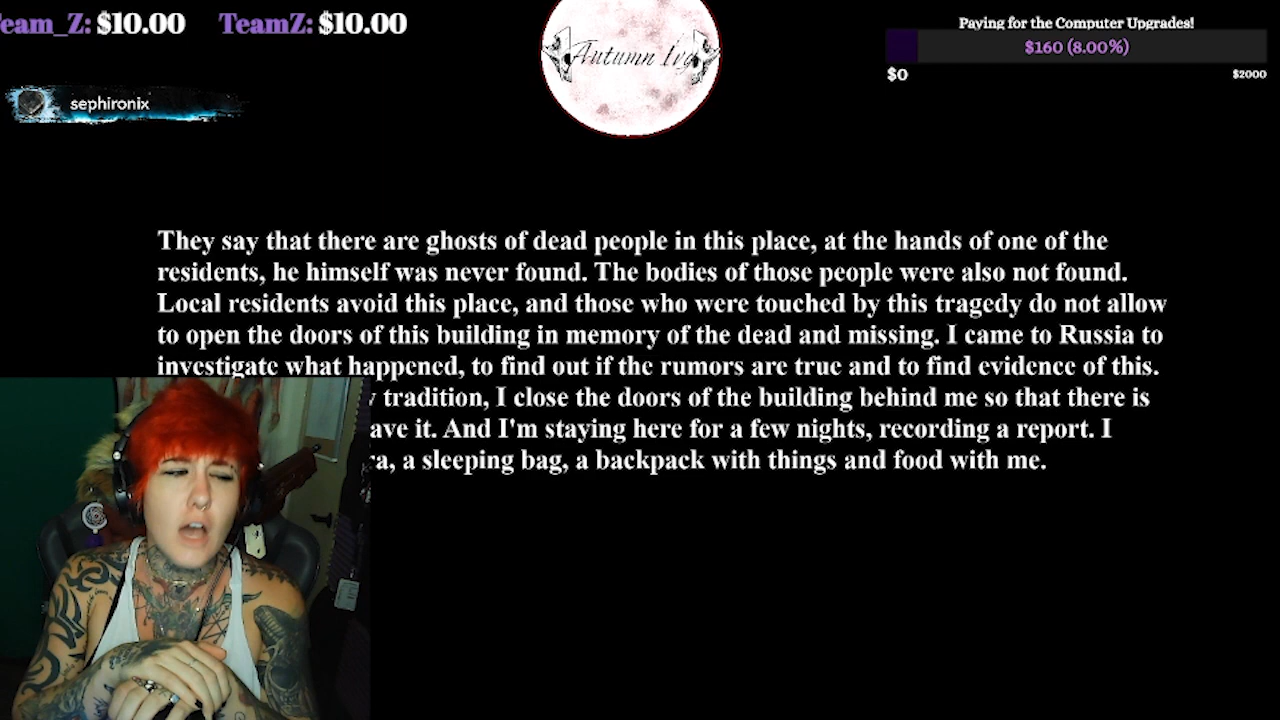 Team_Z: $10.00 TeamZ: $10.00
Autumn Ivy
Paying for the Computer Upgrades!
$160 (8.00%)
$0 $2000
sephironix
They say that there are ghosts of dead people in this place, at the hands of one of the
residents, he himself was never found. The bodies of those people were also not found.
Local residents avoid this place, and those who were touched by this tragedy do not allow
to open the doors of this building in memory of the dead and missing. I came to Russia to
investigate what happened, to find out if the rumors are true and to find evidence of this.
tradition, I close the doors of the building behind me so that there is
it. And I'm staying here for a few nights, recording a report. I
a sleeping bag, a backpack with things and food with me.